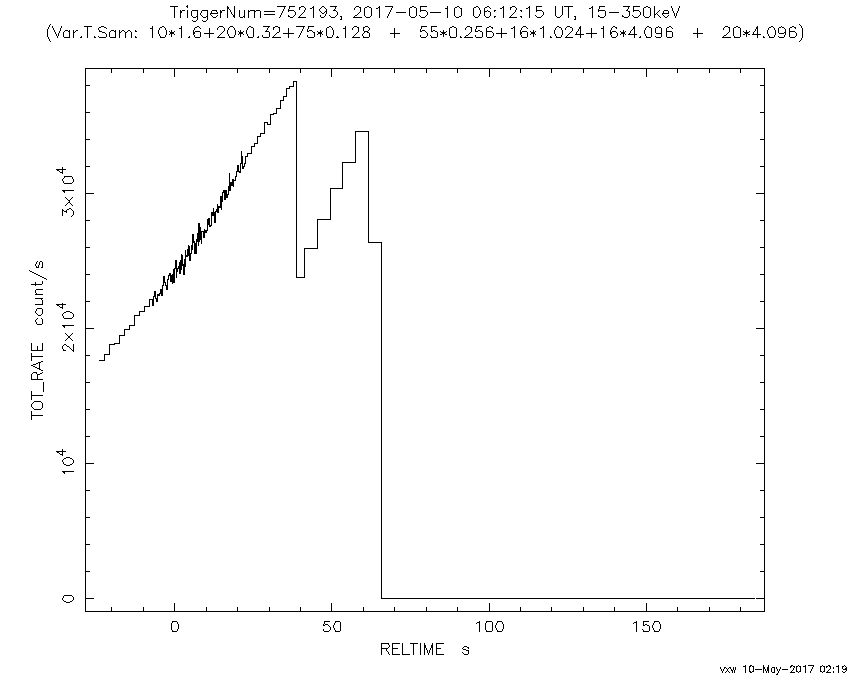 TriggerNum=752193, 2017-05-10 06:12:15 UT, 15-350keV
(Var.T.Sam: 10*1.6+20*0.32+75*0.128 + 55*0.256+16*1.024+16*4.096 + 20*4.096)
TOT_RATE count/s
3×10⁴
2×10⁴
10⁴
0
0 50 100 150
RELTIME s
vxw 10-May-2017 02:19